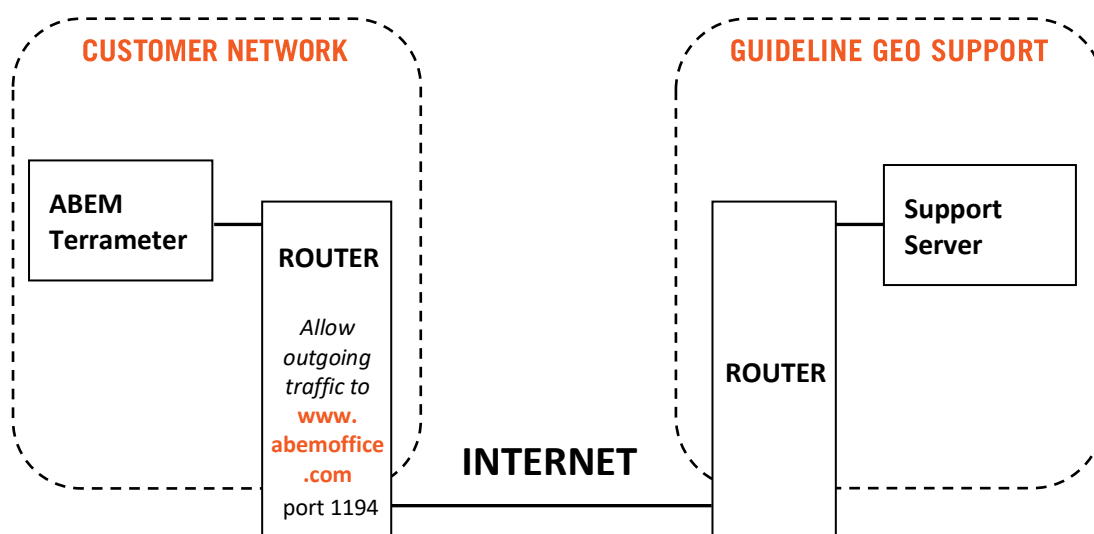 CUSTOMER NETWORK
GUIDELINE GEO SUPPORT
ABEM
Terrameter
ROUTER
Allow
outgoing
traffic to
www.
abemoffice
.com
port 1194
INTERNET
ROUTER
Support
Server